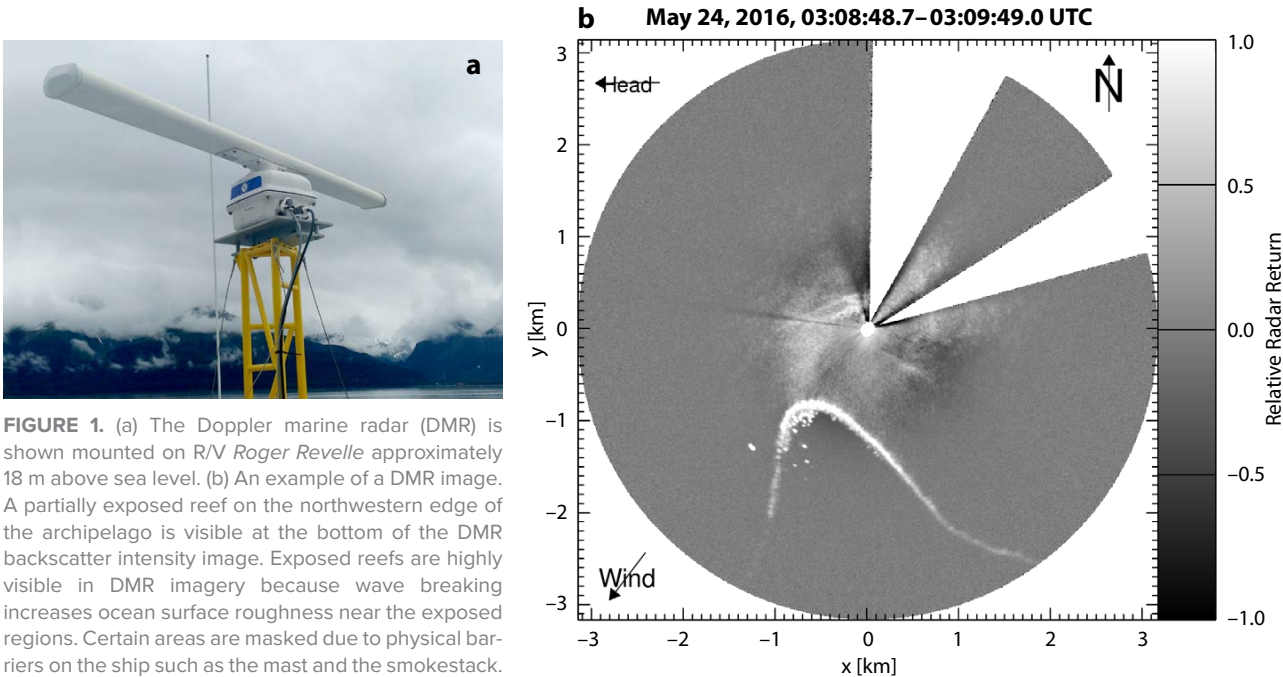 a
FIGURE 1. (a) The Doppler marine radar (DMR) is
shown mounted on R/V Roger Revelle approximately
18 m above sea level. (b) An example of a DMR image.
A partially exposed reef on the northwestern edge of
the archipelago is visible at the bottom of the DMR
backscatter intensity image. Exposed reefs are highly
visible in DMR imagery because wave breaking
increases ocean surface roughness near the exposed
regions. Certain areas are masked due to physical bar-
riers on the ship such as the mast and the smokestack.
b May 24, 2016, 03:08:48.7–03:09:49.0 UTC
Head
N
Wind
y [km]
3
2
1
0
−1
−2
−3
−3 −2 −1 0 1 2 3
x [km]
1.0
0.5
0.0
−0.5
−1.0
Relative Radar Return